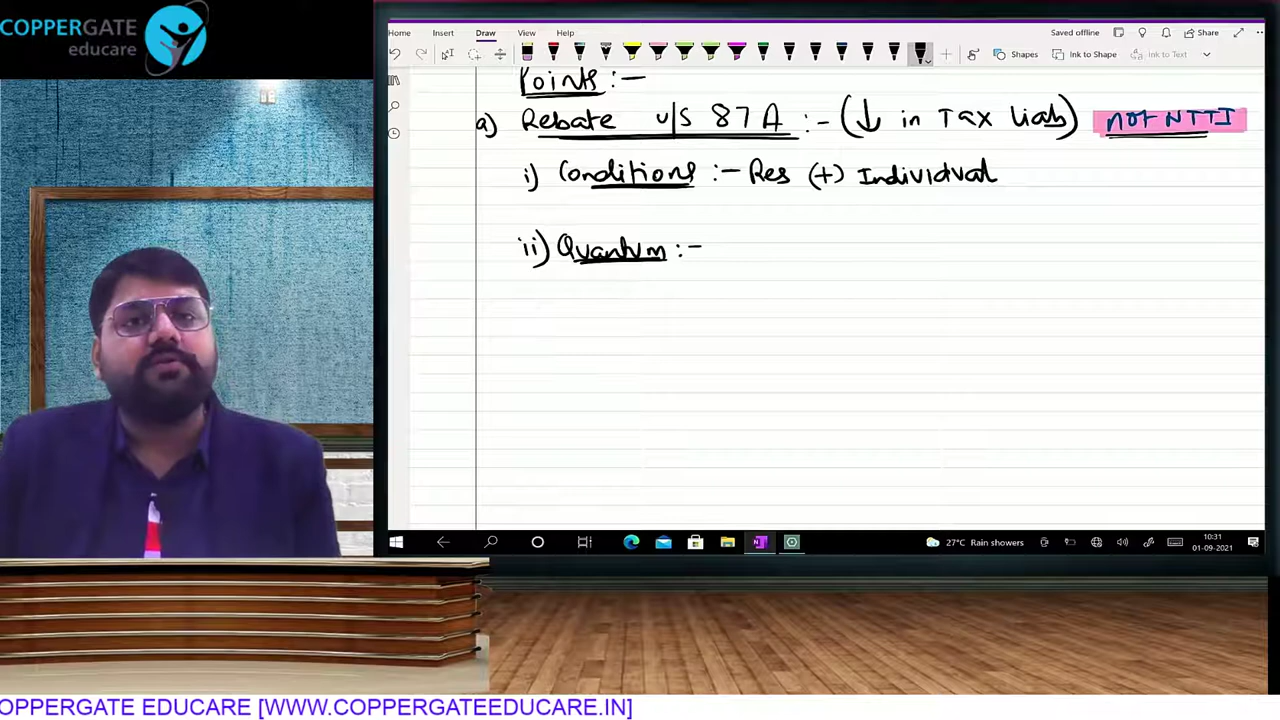 COPPERGATE
educare
Home Insert Draw View Help Saved offline Share
Shapes Ink to Shape Ink to Text
Points :-
a) Rebate u/s 87A :- (↓ in Tax liab) not NTTI
i) Conditions :- Res (+) Individual
ii) Quantum :-
27°C Rain showers
10:31
01-09-2021
OPPERGATE EDUCARE [WWW.COPPERGATEEDUCARE.IN]